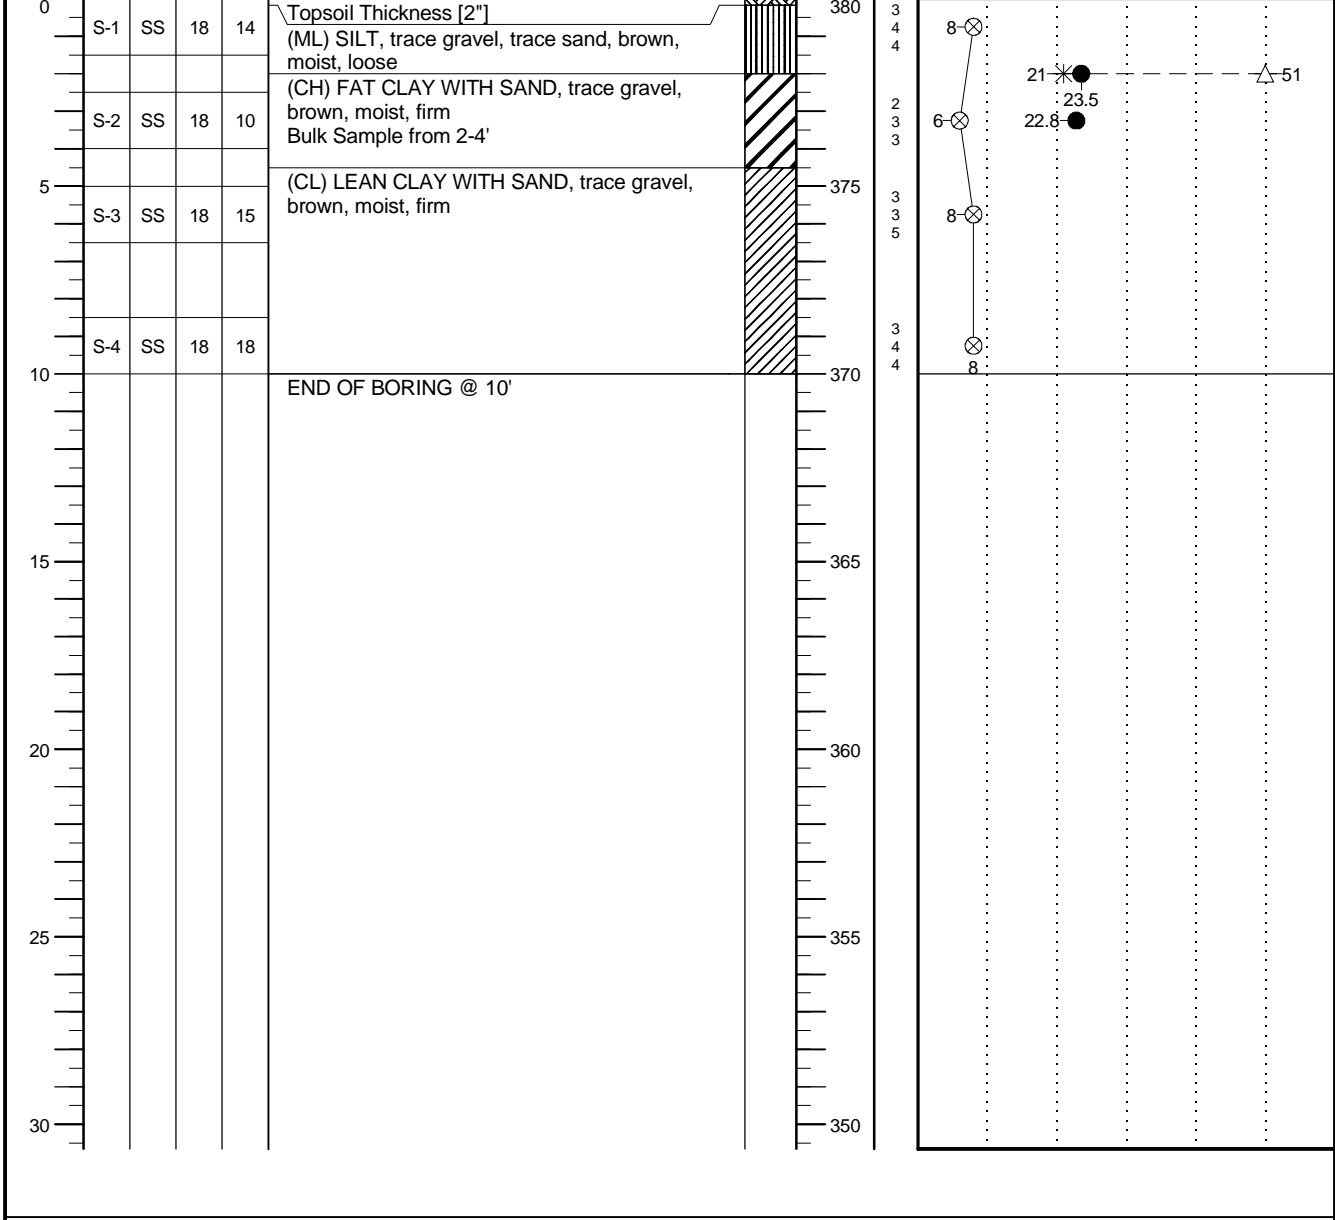 0
Topsoil Thickness [2"]
380
3
S-1 SS 18 14
(ML) SILT, trace gravel, trace sand, brown,
4
8
4
moist, loose
21
51
(CH) FAT CLAY WITH SAND, trace gravel,
23.5
brown, moist, firm
2
S-2 SS 18 10
3
6
22.8
Bulk Sample from 2-4'
3
5
(CL) LEAN CLAY WITH SAND, trace gravel,
375
3
brown, moist, firm
S-3 SS 18 15
3
8
5
3
S-4 SS 18 18
4
4
8
10
370
END OF BORING @ 10'
15
365
20
360
25
355
30
350